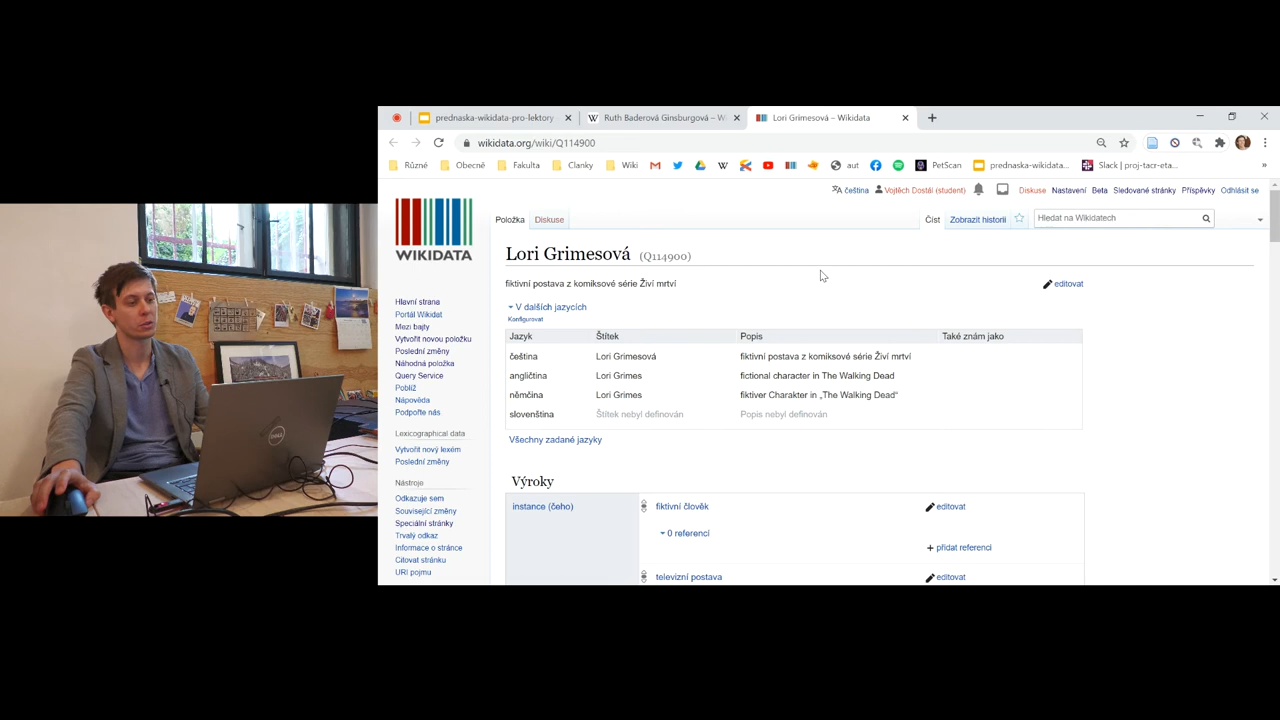 prednaska-wikidata-pro-lektory
Ruth Baderová Ginsburgová – W
Lori Grimesová – Wikidata
wikidata.org/wiki/Q114900
Různé
Obecně
Fakulta
Clanky
Wiki
aut
PetScan
prednaska-wikidata...
Slack | proj-tacr-eta...
»
čeština
Vojtěch Dostál (student)
Diskuse
Nastavení
Beta
Sledované stránky
Příspěvky
Odhlásit se
WIKIDATA
Položka
Diskuse
Číst
Zobrazit historii
Hledat na Wikidatech
Hlavní strana
Portál Wikidat
Mezi bajty
Vytvořit novou položku
Poslední změny
Náhodná položka
Query Service
Poblíž
Nápověda
Podpořte nás
Lexicographical data
Vytvořit nový lexém
Poslední změny
Nástroje
Odkazuje sem
Související změny
Speciální stránky
Trvalý odkaz
Informace o stránce
Citovat stránku
URI pojmu
Lori Grimesová (Q114900)
fiktivní postava z komiksové série Živí mrtví
editovat
V dalších jazycích
Konfigurovat
Jazyk Štítek Popis Také znám jako
čeština Lori Grimesová fiktivní postava z komiksové série Živí mrtví
angličtina Lori Grimes fictional character in The Walking Dead
němčina Lori Grimes fiktiver Charakter in „The Walking Dead“
slovenština Štítek nebyl definován Popis nebyl definován
Všechny zadané jazyky
Výroky
instance (čeho) fiktivní člověk editovat
0 referencí
+ přidat referenci
televizní postava editovat
DELL